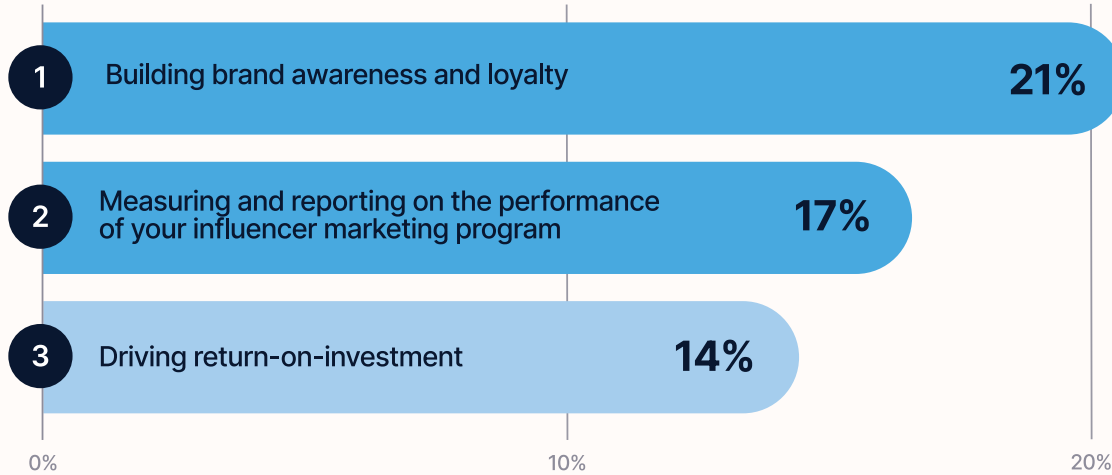 1
Building brand awareness and loyalty
21%
2
Measuring and reporting on the performance
of your influencer marketing program
17%
3
Driving return-on-investment
14%
0%
10%
20%